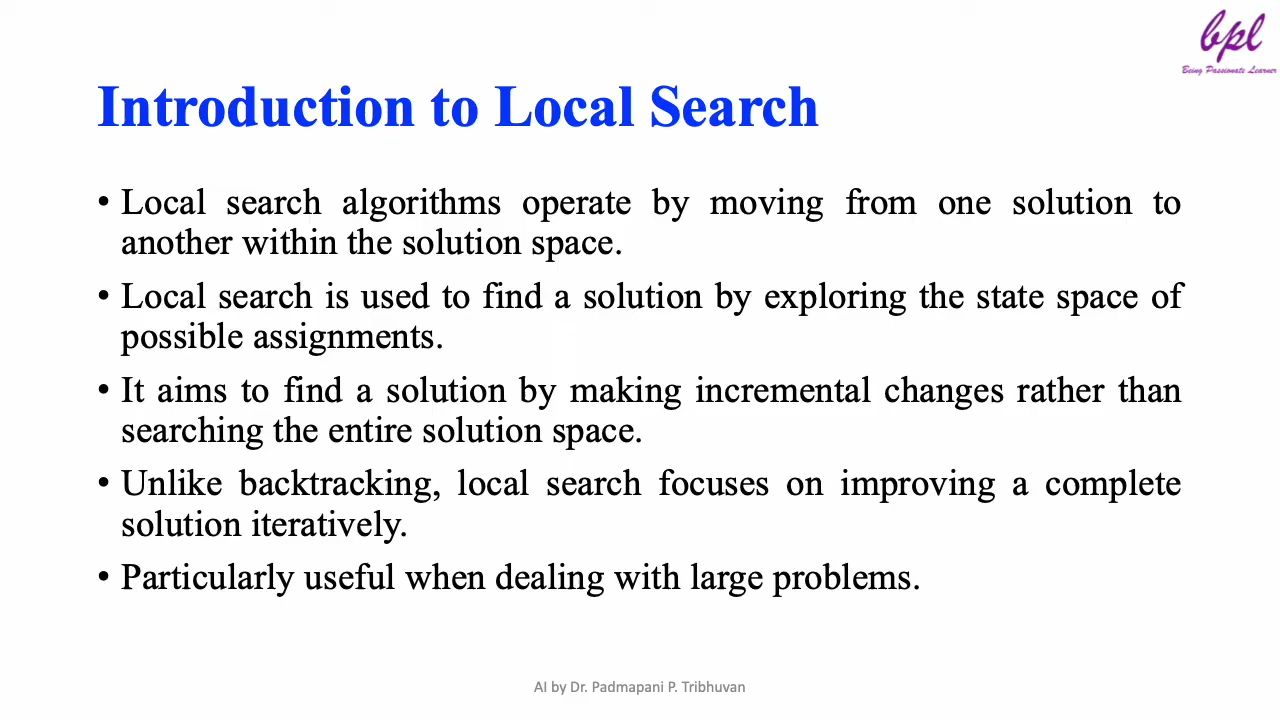 bpl
Being Passionate Learner
Introduction to Local Search
• Local search algorithms operate by moving from one solution to
another within the solution space.
• Local search is used to find a solution by exploring the state space of
possible assignments.
• It aims to find a solution by making incremental changes rather than
searching the entire solution space.
• Unlike backtracking, local search focuses on improving a complete
solution iteratively.
• Particularly useful when dealing with large problems.
AI by Dr. Padmapani P. Tribhuvan